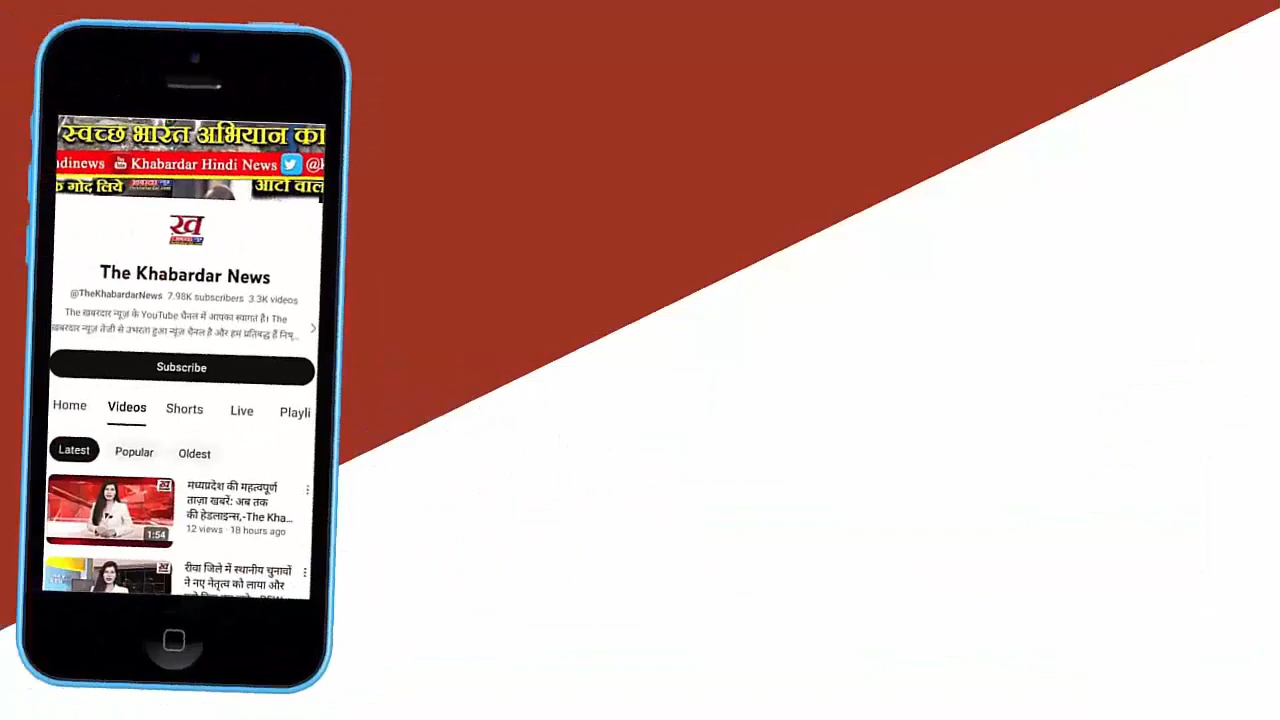 स्वच्छ भारत अभियान का
ndinews Khabardar Hindi News @k
क गोद लिये
आटो वाल
ख
The Khabardar News
@TheKhabardarNews 7.98K subscribers 3.3K videos
The खबरदार न्यूज़ के YouTube चैनल में आपका स्वागत है। The
खबरदार न्यूज़ तेजी से उभरता हुआ न्यूज़ चैनल है और हम प्रतिबद्ध हैं निष्...
Subscribe
Home Videos Shorts Live Playli
Latest Popular Oldest
मध्यप्रदेश की महत्वपूर्ण
ताज़ा खबरें: अब तक
की हेडलाइन्स,-The Kha...
12 views · 18 hours ago
1:54
रीवा जिले में स्थानीय चुनावों
ने नए नेतृत्व को लाया और